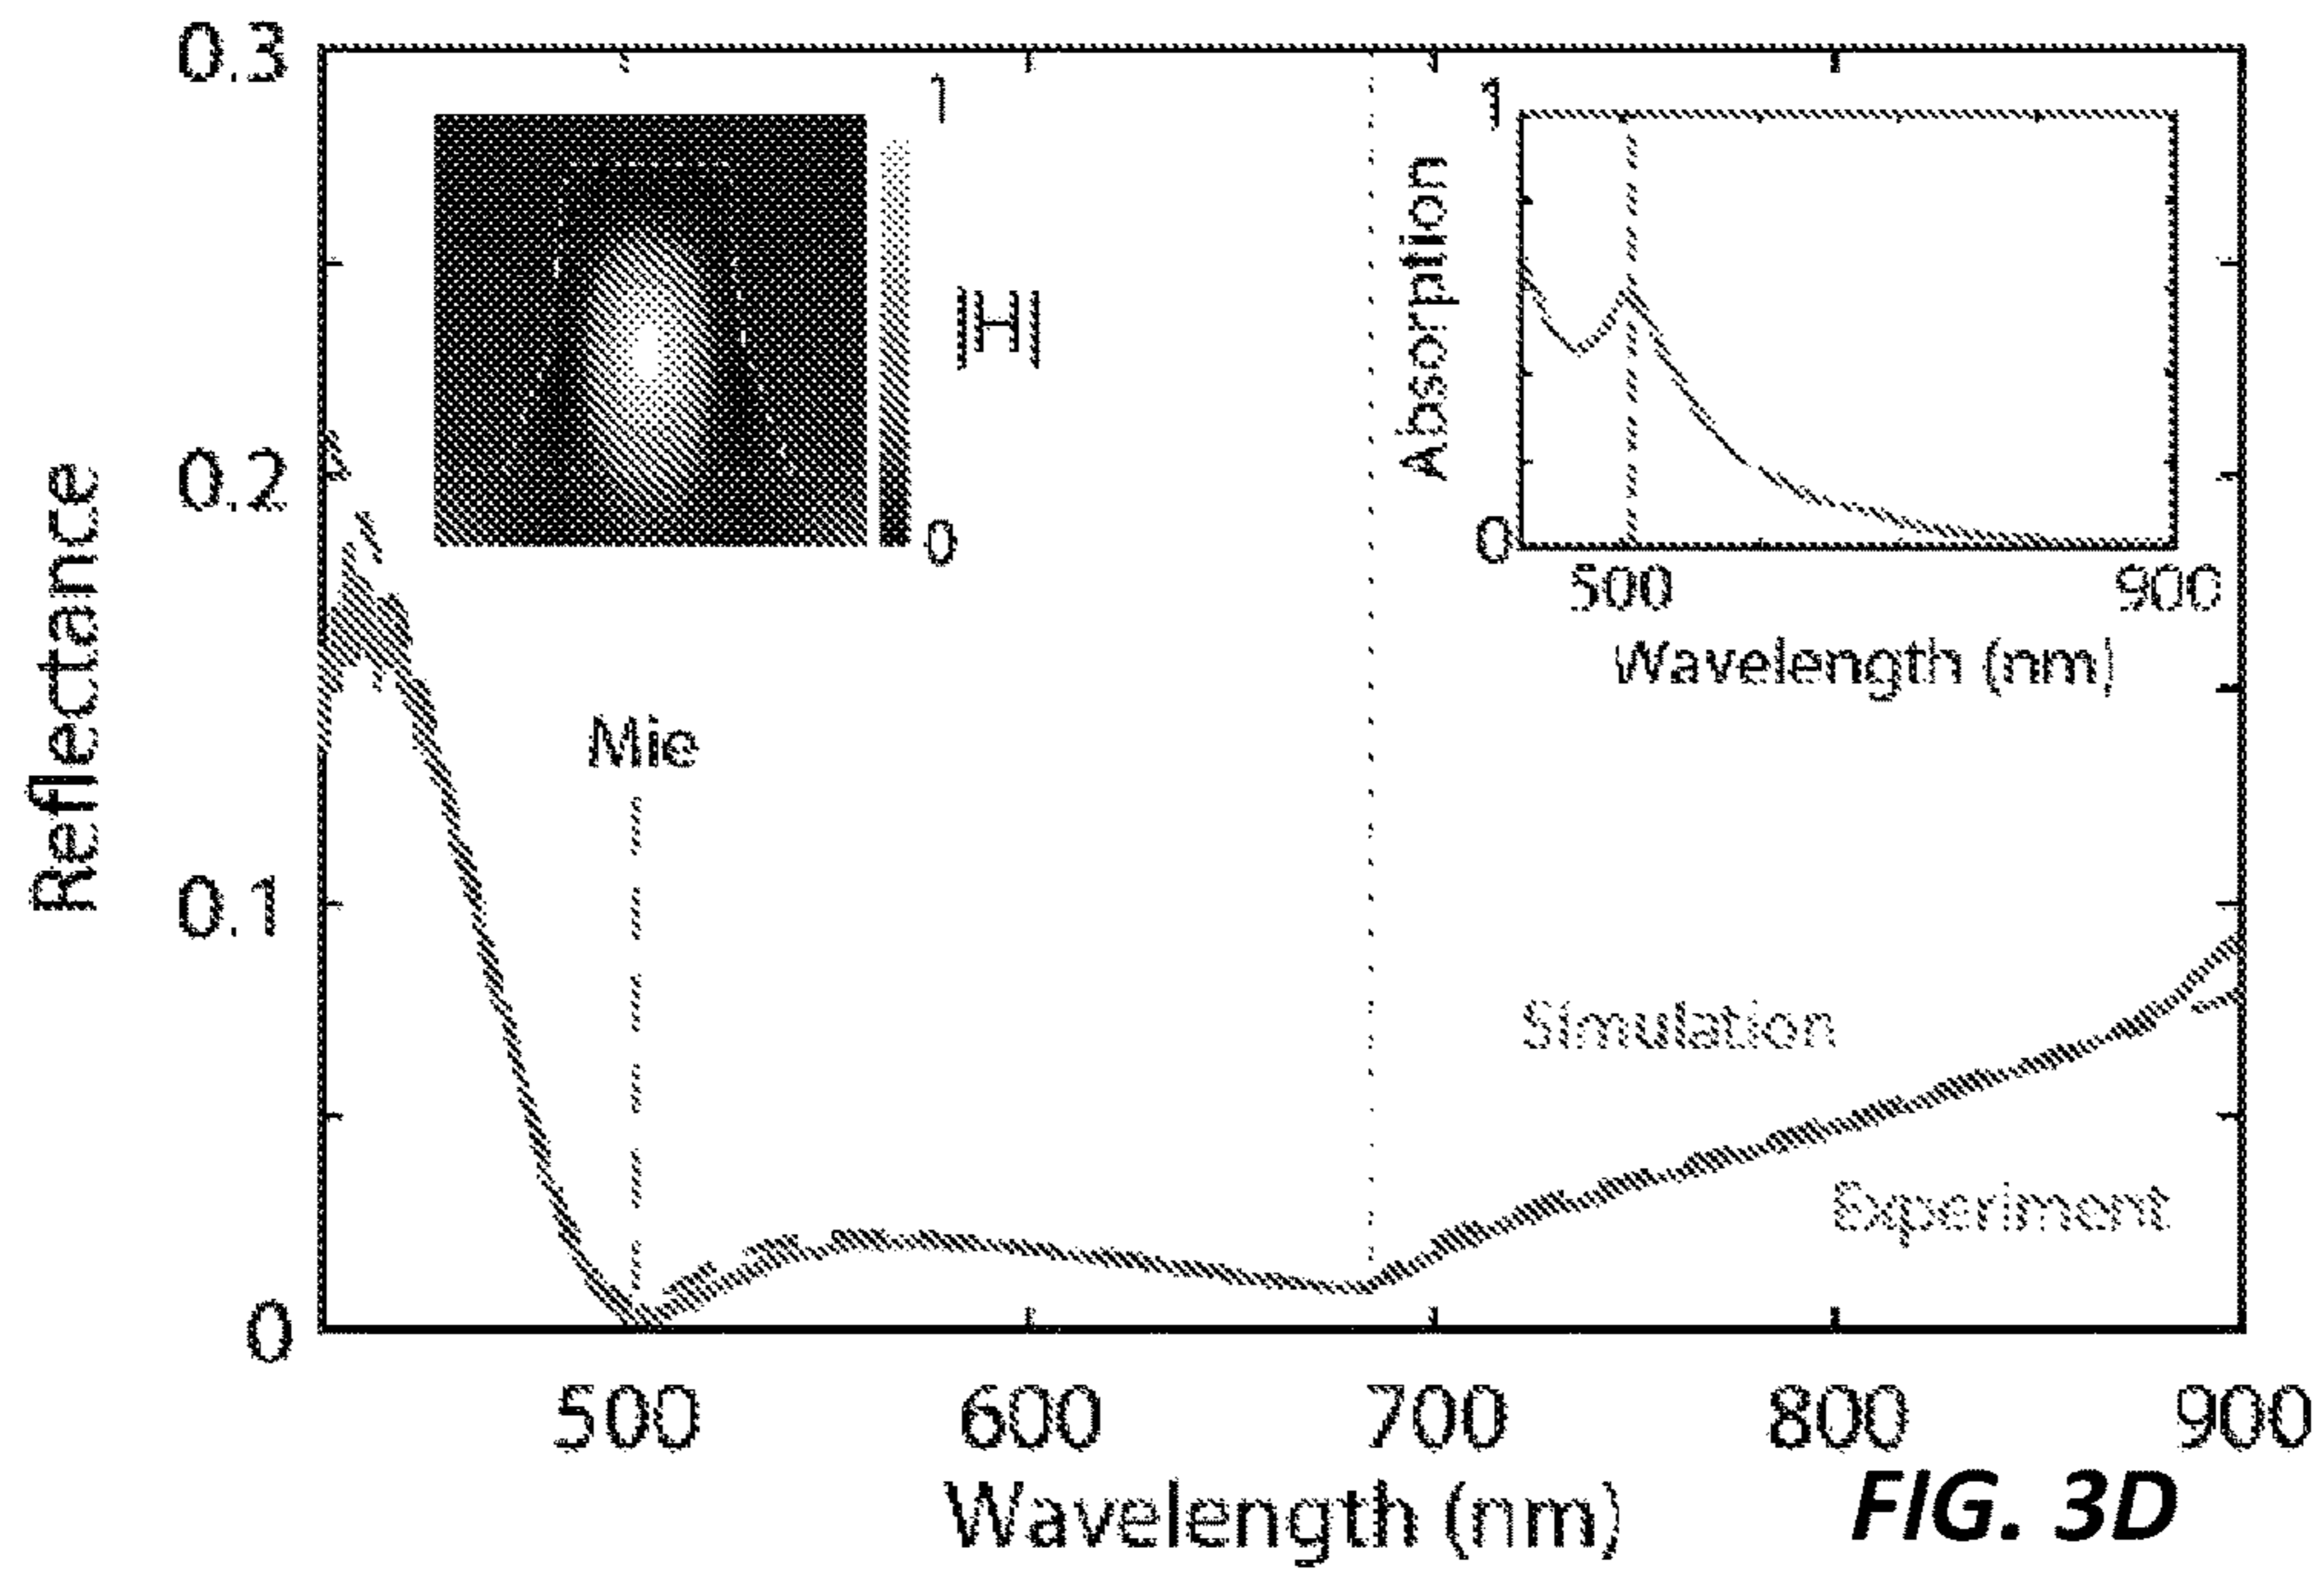 0.3
0.2
0.1
0
Reflectance
1
|H|
0
1
Absorption
0
500
900
Wavelength (nm)
Mie
Simulation
Experiment
500
600
700
800
900
Wavelength (nm)
FIG. 3D